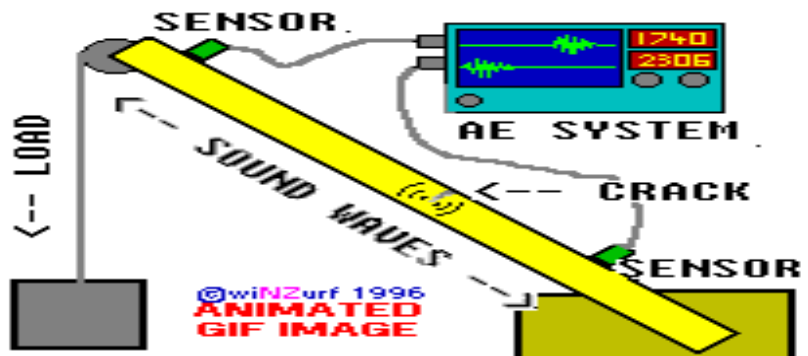 SENSOR
1740
2306
AE SYSTEM
<-- LOAD
<-- SOUND WAVES -->
<-- CRACK
SENSOR
©wiNZurf 1996
ANIMATED
GIF IMAGE